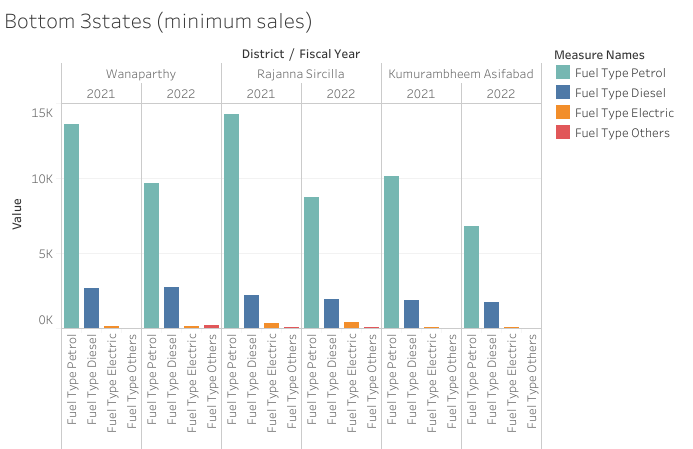 Bottom 3states (minimum sales)
District / Fiscal Year
Wanaparthy
Rajanna Sircilla
Kumurambheem Asifabad
2021
2022
2021
2022
2021
2022
15K
10K
5K
0K
Value
Fuel Type Petrol
Fuel Type Diesel
Fuel Type Electric
Fuel Type Others
Fuel Type Petrol
Fuel Type Diesel
Fuel Type Electric
Fuel Type Others
Fuel Type Petrol
Fuel Type Diesel
Fuel Type Electric
Fuel Type Others
Fuel Type Petrol
Fuel Type Diesel
Fuel Type Electric
Fuel Type Others
Fuel Type Petrol
Fuel Type Diesel
Fuel Type Electric
Fuel Type Others
Fuel Type Petrol
Fuel Type Diesel
Fuel Type Electric
Fuel Type Others
Measure Names
Fuel Type Petrol
Fuel Type Diesel
Fuel Type Electric
Fuel Type Others